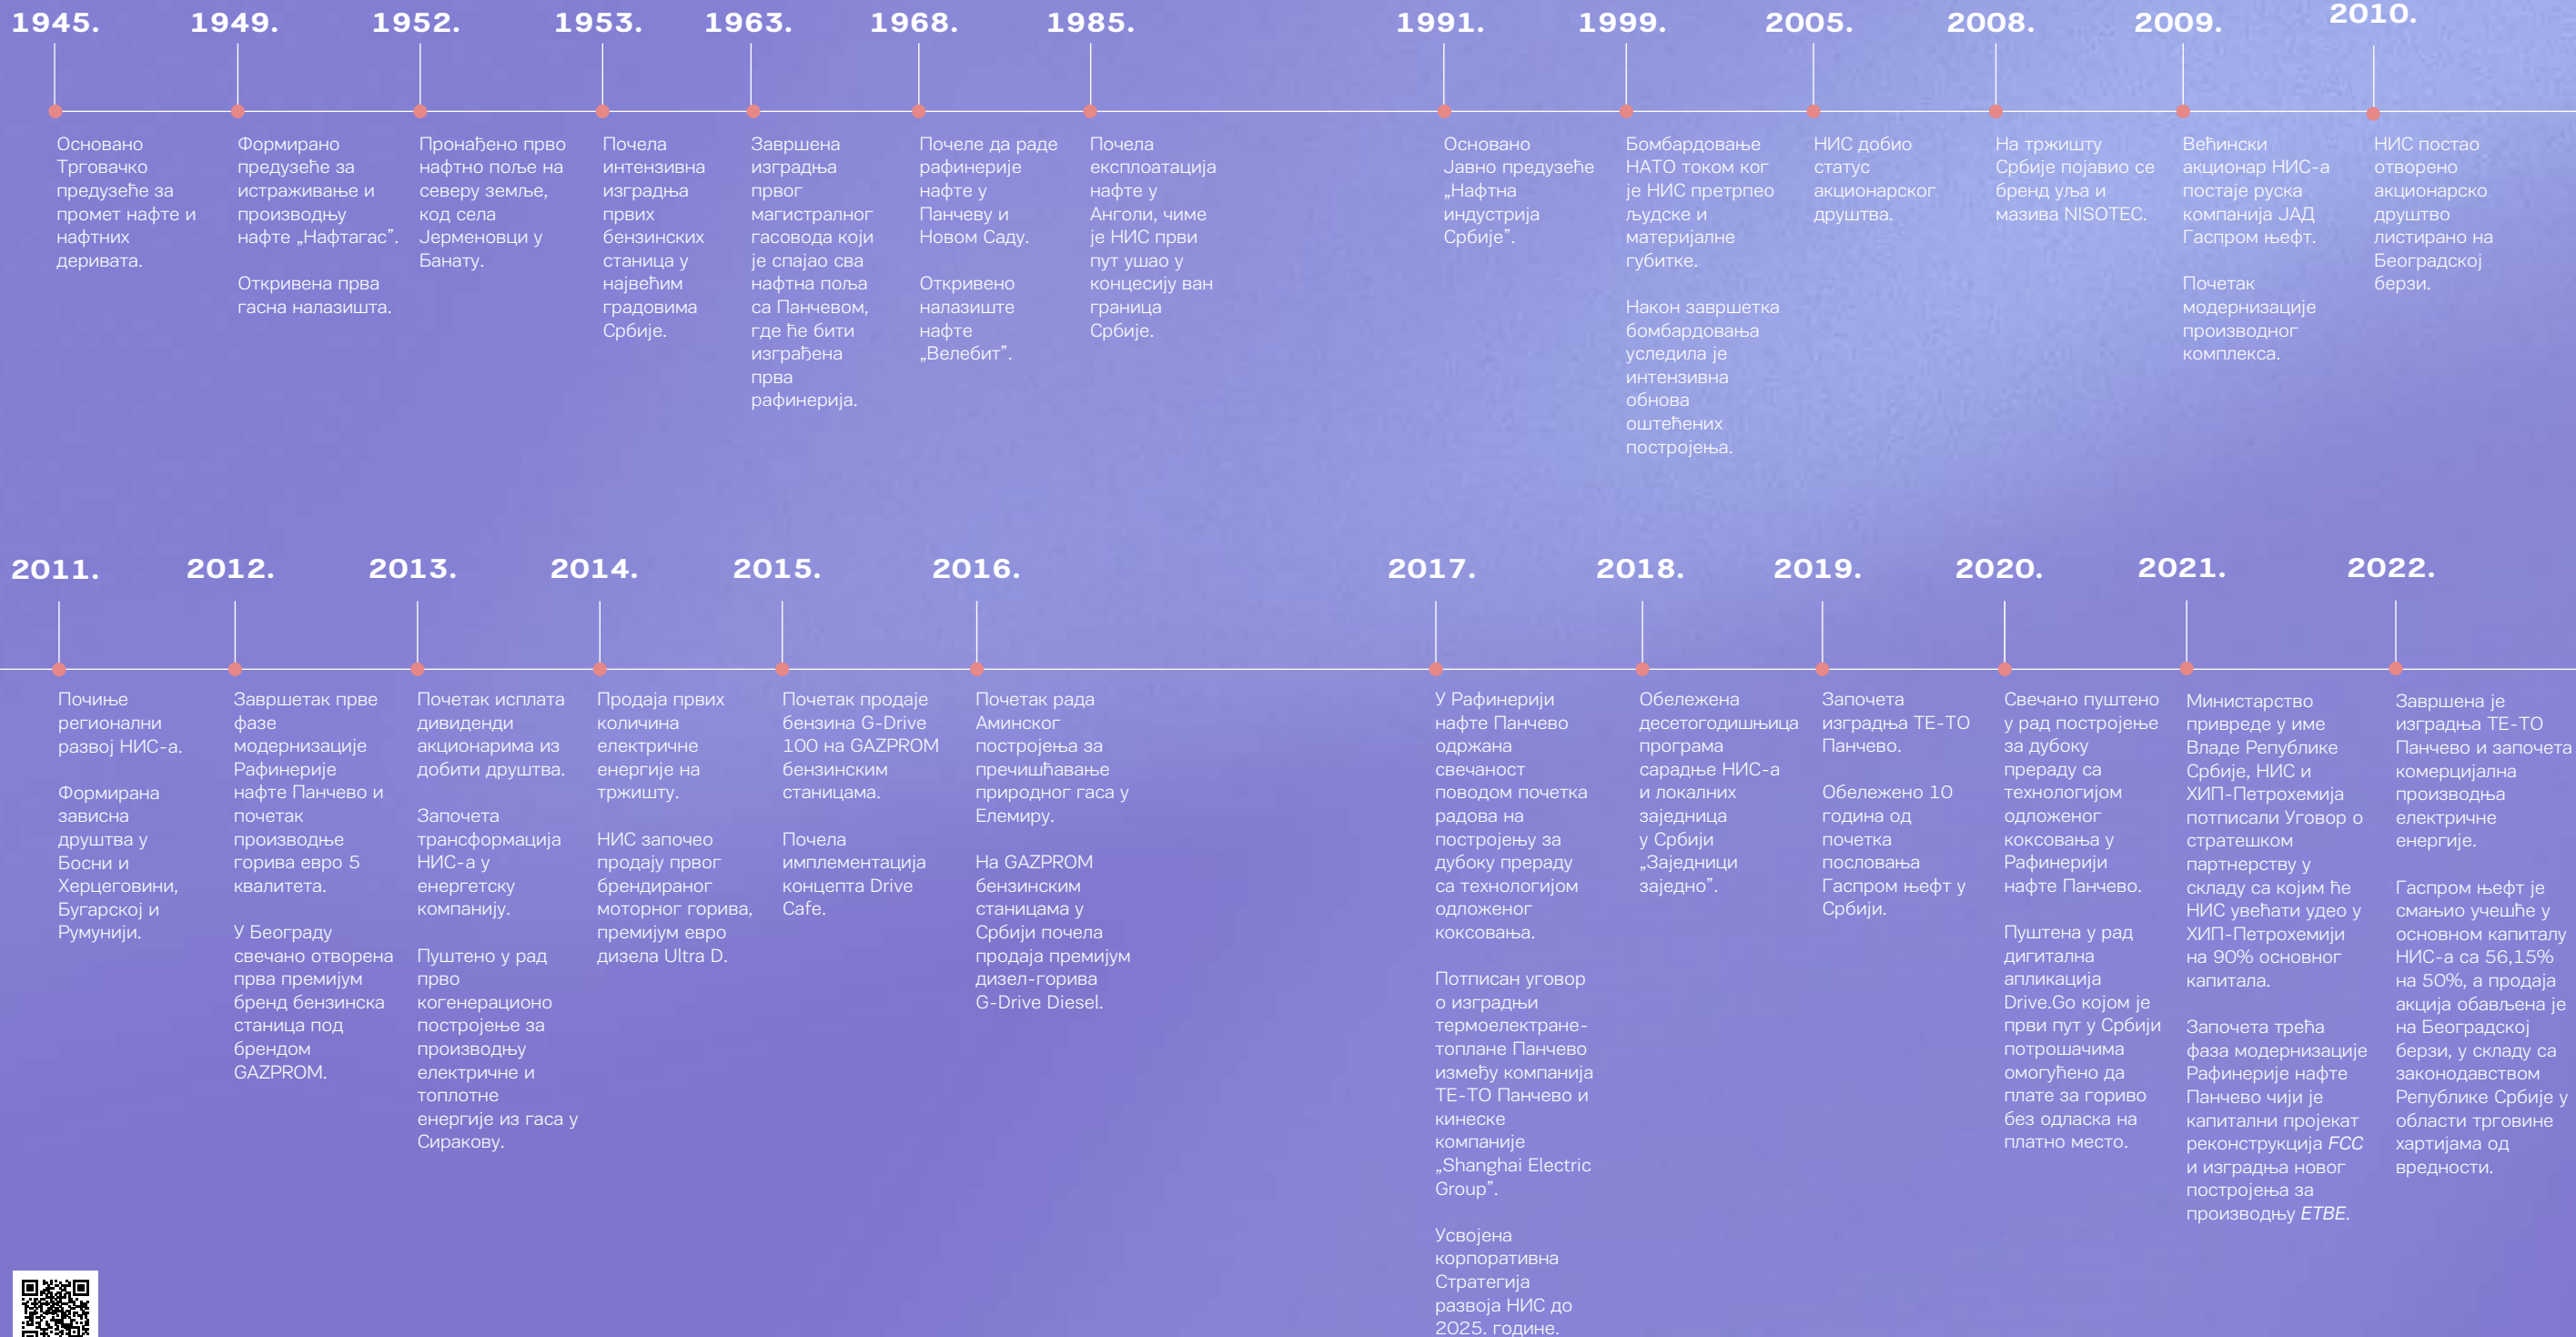 1945.
Основано
Трговачко
предузеће за
промет нафте и
нафтних
деривата.
1949.
Формирано
предузеће за
истраживање и
производњу
нафте „Нафтагас”.
Откривена прва
гасна налазишта.
1952.
Пронађено прво
нафтно поље на
северу земље,
код села
Јерменовци у
Банату.
1953.
Почела
интензивна
изградња
првих
бензинских
станица у
највећим
градовима
Србије.
1963.
Завршена
изградња
првог
магистралног
гасовода који
је спајао сва
нафтна поља
са Панчевом,
где ће бити
изграђена
прва
рафинерија.
1968.
Почеле да раде
рафинерије
нафте у
Панчеву и
Новом Саду.
Откривено
налазиште
нафте
„Велебит”.
1985.
Почела
експлоатација
нафте у
Анголи, чиме
је НИС први
пут ушао у
концесију ван
граница
Србије.
1991.
Основано
Јавно предузеће
„Нафтна
индустрија
Србије”.
1999.
Бомбардовање
НАТО током ког
је НИС претрпео
људске и
материјалне
губитке.
Након завршетка
бомбардовања
уследила је
интензивна
обнова
оштећених
постројења.
2005.
НИС добио
статус
акционарског
друштва.
2008.
На тржишту
Србије појавио се
бренд уља и
мазива NISOTEC.
2009.
Већински
акционар НИС-а
постаје руска
компанија ЈАД
Гаспром њефт.
Почетак
модернизације
производног
комплекса.
2010.
НИС постао
отворено
акционарско
друштво
листирано на
Београдској
берзи.
2011.
Почиње
регионални
развој НИС-а.
Формирана
зависна
друштва у
Босни и
Херцеговини,
Бугарској и
Румунији.
2012.
Завршетак прве
фазе
модернизације
Рафинерије
нафте Панчево и
почетак
производње
горива евро 5
квалитета.
У Београду
свечано отворена
прва премијум
бренд бензинска
станица под
брендом
GAZPROM.
2013.
Почетак исплата
дивиденди
акционарима из
добити друштва.
Започета
трансформација
НИС-а у
енергетску
компанију.
Пуштено у рад
прво
когенерационо
постројење за
производњу
електричне и
топлотне
енергије из гаса у
Сиракову.
2014.
Продаја првих
количина
електричне
енергије на
тржишту.
НИС започео
продају првог
брендираног
моторног горива,
премијум евро
дизела Ultra D.
2015.
Почетак продаје
бензина G-Drive
100 на GAZPROM
бензинским
станицама.
Почела
имплементација
концепта Drive
Cafe.
2016.
Почетак рада
Аминског
постројења за
пречишћавање
природног гаса у
Елемиру.
На GAZPROM
бензинским
станицама у
Србији почела
продаја премијум
дизел-горива
G-Drive Diesel.
2017.
У Рафинерији
нафте Панчево
одржана
свечаност
поводом почетка
радова на
постројењу за
дубоку прераду
са технологијом
одложеног
коксовања.
Потписан уговор
о изградњи
термоелектране-
топлане Панчево
између компанија
ТЕ-ТО Панчево и
кинеске
компаније
„Shanghai Electric
Group”.
Усвојена
корпоративна
Стратегија
развоја НИС до
2025. године.
2018.
Обележена
десетогодишњица
програма
сарадње НИС-а
и локалних
заједница
у Србији
„Заједници
заједно”.
2019.
Започета
изградња ТЕ-ТО
Панчево.
Обележено 10
година од
почетка
пословања
Гаспром њефт у
Србији.
2020.
Свечано пуштено
у рад постројење
за дубоку
прераду са
технологијом
одложеног
коксовања у
Рафинерији
нафте Панчево.
Пуштена у рад
дигитална
апликација
Drive.Go којом је
први пут у Србији
потрошачима
омогућено да
плате за гориво
без одласка на
платно место.
2021.
Министарство
привреде у име
Владе Републике
Србије, НИС и
ХИП-Петрохемија
потписали Уговор о
стратешком
партнерству у
складу са којим ће
НИС увећати удео у
ХИП-Петрохемији
на 90% основног
капитала.
Започета трећа
фаза модернизације
Рафинерије нафте
Панчево чији је
капитални пројекат
реконструкција FCC
и изградња новог
постројења за
производњу ETBE.
2022.
Завршена је
изградња ТЕ-ТО
Панчево и започета
комерцијална
производња
електричне
енергије.
Гаспром њефт је
смањио учешће у
основном капиталу
НИС-а са 56,15%
на 50%, а продаја
акција обављена је
на Београдској
берзи, у складу са
законодавством
Републике Србије у
области трговине
хартијама од
вредности.